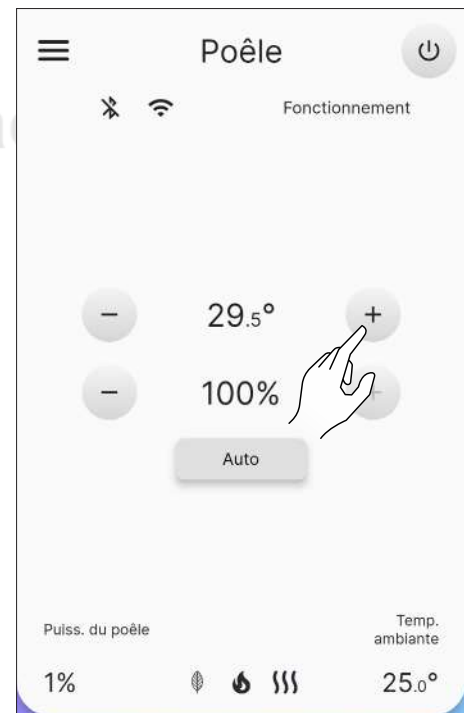 Poêle
Fonctionnement
− 29.5° +
− 100% +
Auto
Puiss. du poêle
Temp.
ambiante
1%
25.0°